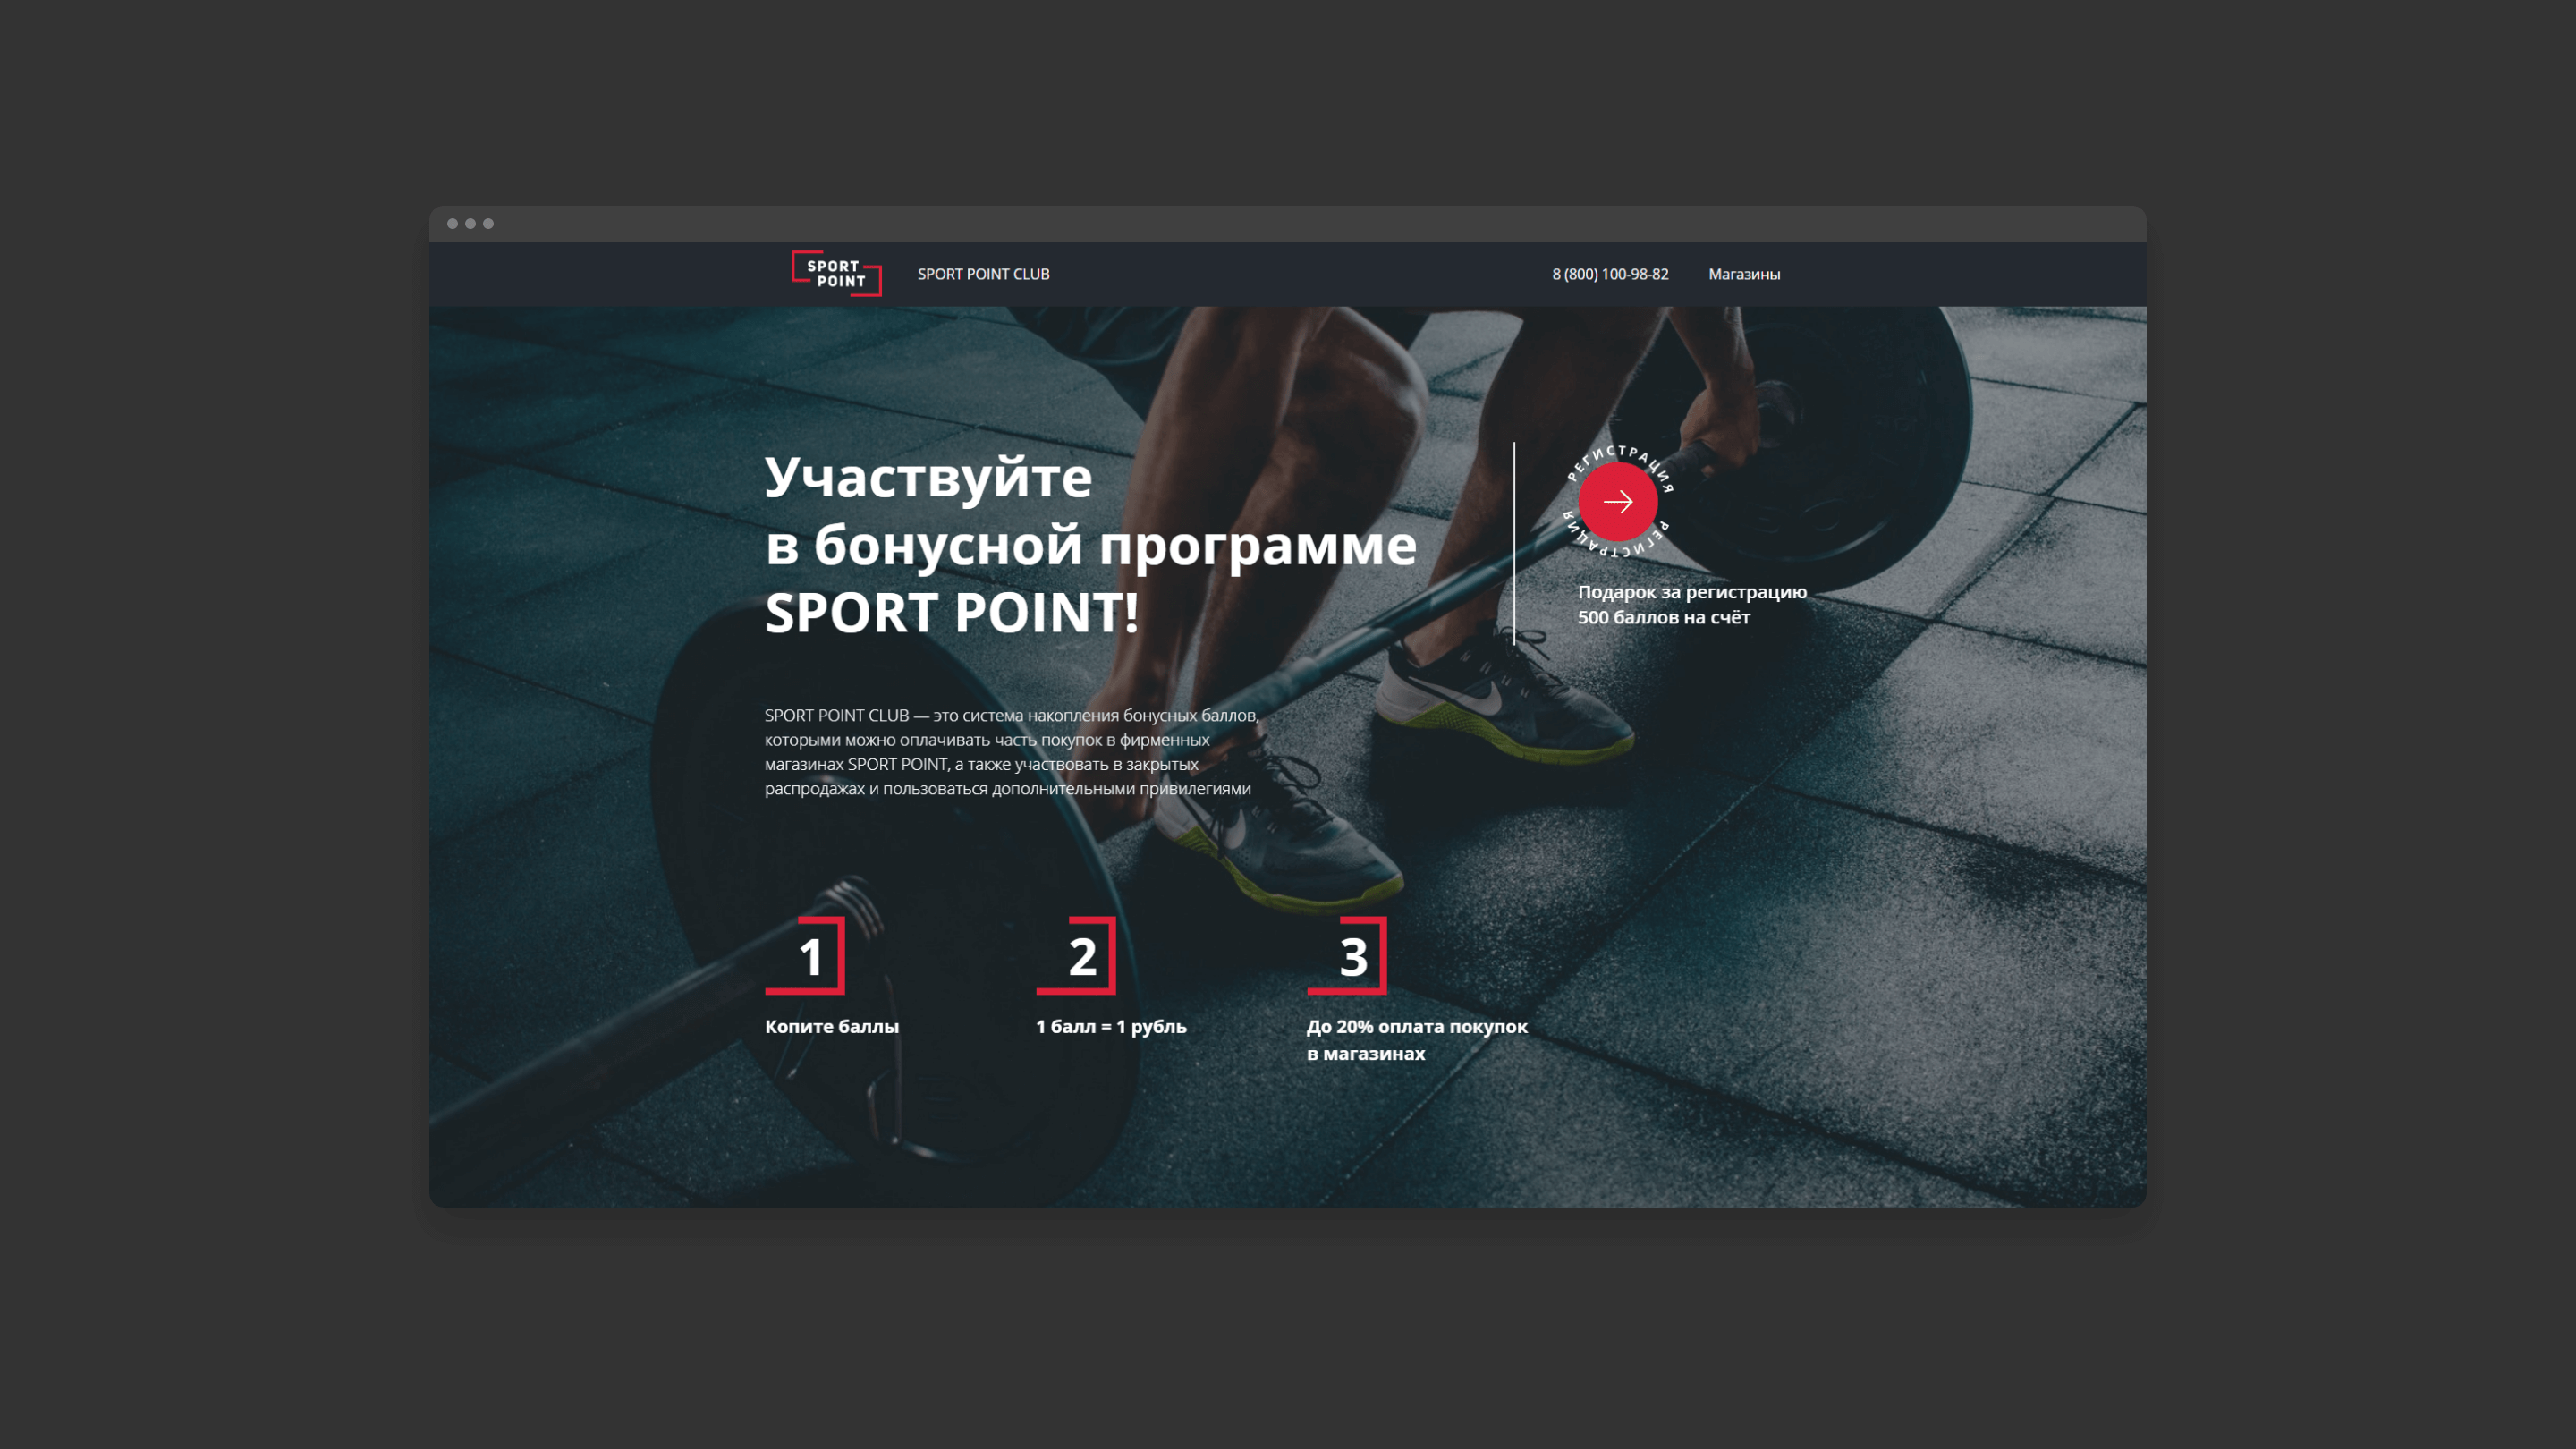 SPORT
POINT
SPORT POINT CLUB
8 (800) 100-98-82
Магазины
Участвуйте
в бонусной программе
SPORT POINT!
РЕГИСТРАЦИЯ
РЕГИСТРАЦИЯ
Подарок за регистрацию
500 баллов на счёт
SPORT POINT CLUB — это система накопления бонусных баллов,
которыми можно оплачивать часть покупок в фирменных
магазинах SPORT POINT, а также участвовать в закрытых
распродажах и пользоваться дополнительными привилегиями
1
Копите баллы
2
1 балл = 1 рубль
3
До 20% оплата покупок
в магазинах